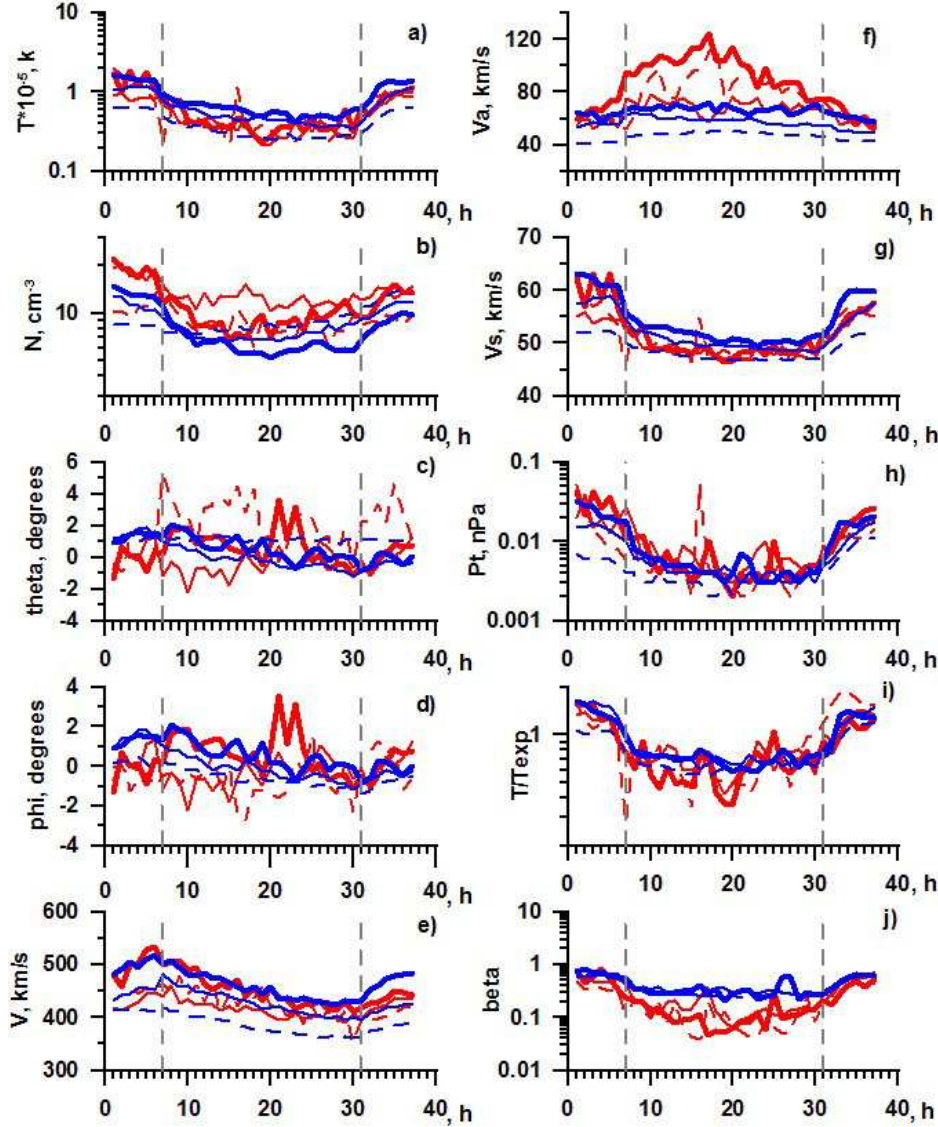 10
1
0.1
T*10-5, k
a)
0 10 20 30 40, h
120
80
40
Va, km/s
f)
0 10 20 30 40, h
10
N, cm-3
b)
0 10 20 30 40, h
70
60
50
40
Vs, km/s
g)
0 10 20 30 40, h
6
4
2
0
-2
-4
theta, degrees
c)
0 10 20 30 40, h
0.1
0.01
0.001
Pt, nPa
h)
0 10 20 30 40, h
4
2
0
-2
-4
phi, degrees
d)
0 10 20 30 40, h
1
T/Texp
i)
0 10 20 30 40, h
600
500
400
300
V, km/s
e)
0 10 20 30 40, h
10
1
0.1
0.01
beta
j)
0 10 20 30 40, h